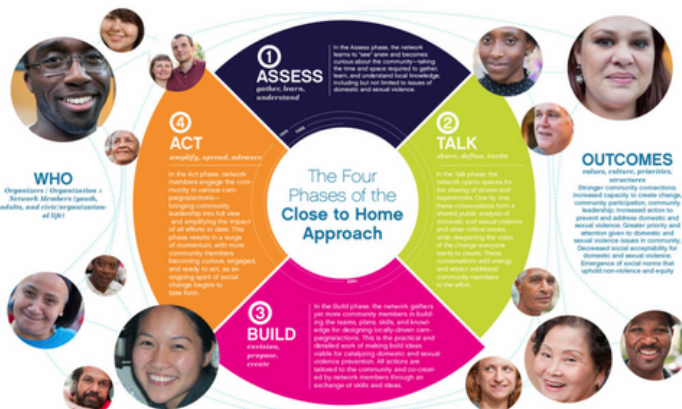 1
ASSESS
gather, learn,
understand
In the Assess phase, the network
learns to "see" anew and becomes
curious about the community—taking
the time and space required to gather,
learn, and understand local knowledge,
including but not limited to issues of
domestic and sexual violence.
2
TALK
share, define, invite
In the Talk phase, the network
opens spaces for the
sharing of stories and
experiences. One by one,
these conversations form a
shared, public analysis of
domestic and sexual violence
and other critical issues,
while deepening the vision
of the change everyone
wants to create. These
conversations add energy
and attract additional
community members
to the effort.
3
BUILD
envision,
propose,
create
In the Build phase, the network gathers
yet more community members in build-
ing the teams, plans, skills, and knowl-
edge for designing locally-driven cam-
paigns/actions. This is the practical and
detailed work of making bold ideas
viable for catalyzing domestic and sexual
violence prevention. All actions are
tailored to the community and co-creat-
ed by network members through an
exchange of skills and ideas.
4
ACT
amplify, spread, advance
In the Act phase, network
members engage the com-
munity in various cam-
paigns/actions—
bringing community
leadership into full view
and amplifying the impact
of all efforts to date. This
phase results in a surge
of momentum, with more
community members
becoming curious, engaged,
and ready to act, as an
ongoing spirit of social
change begins to
take form.
The Four
Phases of the
Close to Home
Approach
WHO
Organizers / Organization +
Network Members (youth,
adults, and civic/organization-
al life)
OUTCOMES
values, culture, priorities,
structures
Stronger community connections;
Increased capacity to create change,
community participation, community
leadership; Increased action to
prevent and address domestic and
sexual violence; Greater priority and
attention given to domestic and
sexual violence issues in community;
Decreased social acceptability for
domestic and sexual violence;
Emergence of social norms that
uphold non-violence and equity